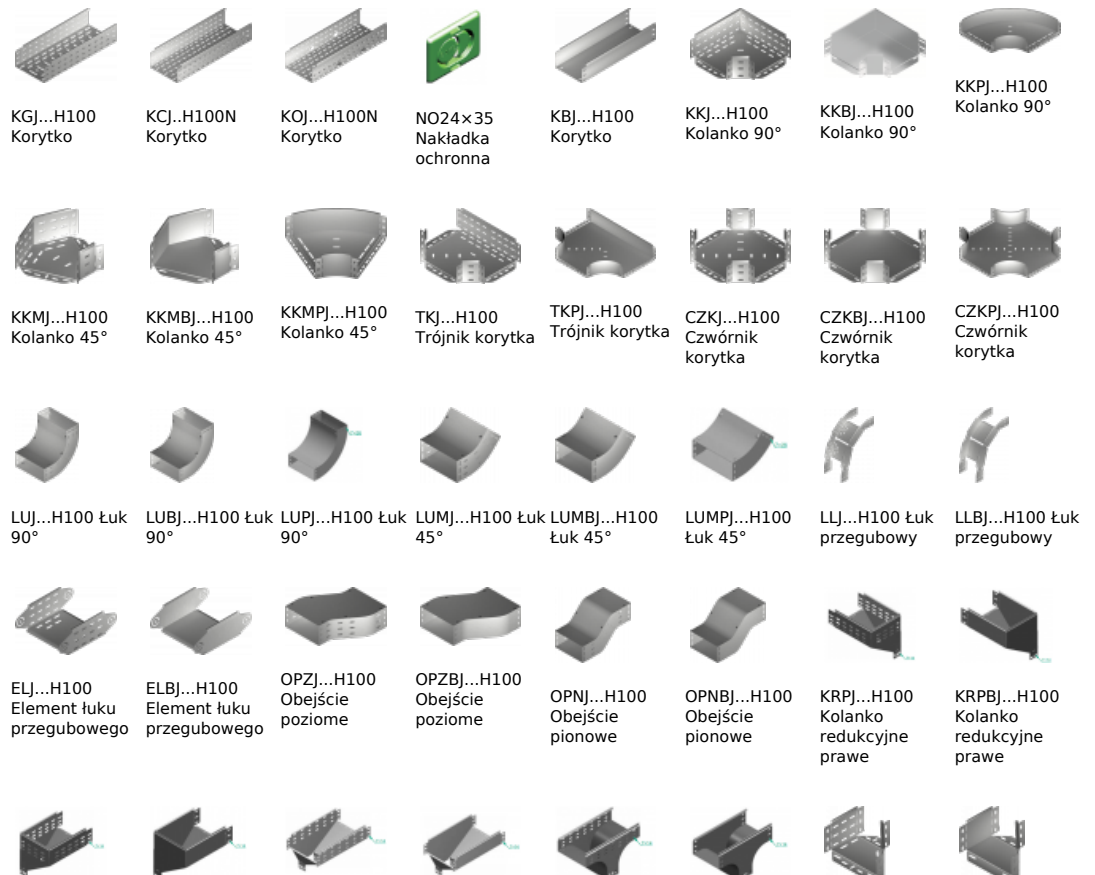 KGJ...H100
Korytko
KCJ..H100N
Korytko
KOJ...H100N
Korytko
NO24×35
Nakładka
ochronna
KBJ...H100
Korytko
KKJ...H100
Kolanko 90°
KKBJ...H100
Kolanko 90°
KKPJ...H100
Kolanko 90°
KKMJ...H100
Kolanko 45°
KKMBJ...H100
Kolanko 45°
KKMPJ...H100
Kolanko 45°
TKJ...H100
Trójnik korytka
TKPJ...H100
Trójnik korytka
CZKJ...H100
Czwórnik
korytka
CZKBJ...H100
Czwórnik
korytka
CZKPJ...H100
Czwórnik
korytka
LUJ...H100 Łuk
90°
LUBJ...H100 Łuk
90°
LUPJ...H100 Łuk
90°
LUMJ...H100 Łuk
45°
LUMBJ...H100
Łuk 45°
LUMPJ...H100
Łuk 45°
LLJ...H100 Łuk
przegubowy
LLBJ...H100 Łuk
przegubowy
ELJ...H100
Element łuku
przegubowego
ELBJ...H100
Element łuku
przegubowego
OPZJ...H100
Obejście
poziome
OPZBJ...H100
Obejście
poziome
OPNJ...H100
Obejście
pionowe
OPNBJ...H100
Obejście
pionowe
KRPJ...H100
Kolanko
redukcyjne
prawe
KRPBJ...H100
Kolanko
redukcyjne
prawe